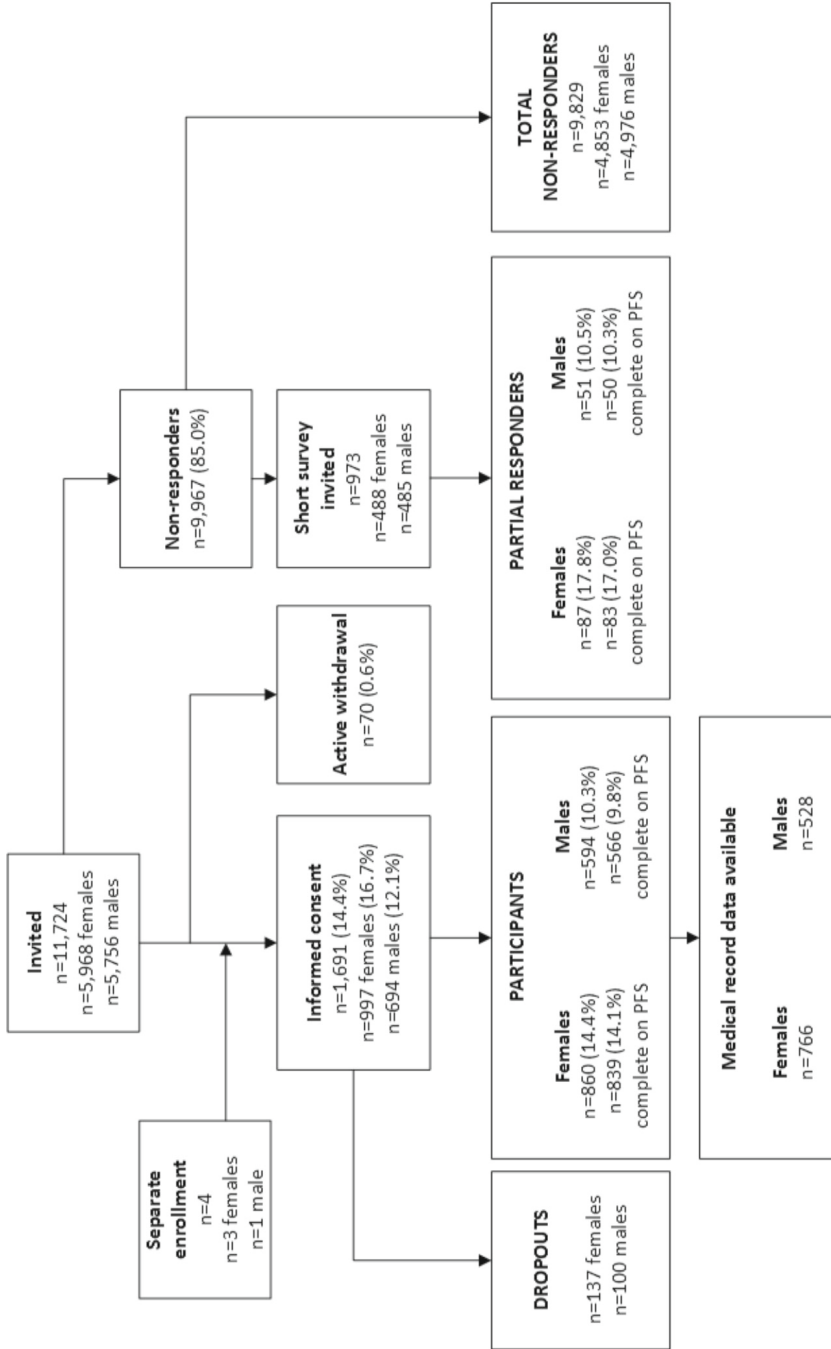 Invited
n=11,724
n=5,968 females
n=5,756 males
Separate
enrollment
n=4
n=3 females
n=1 male
Non-responders
n=9,967 (85.0%)
Informed consent
n=1,691 (14.4%)
n=997 females (16.7%)
n=694 males (12.1%)
Active withdrawal
n=70 (0.6%)
Short survey
invited
n=973
n=488 females
n=485 males
DROPOUTS
n=137 females
n=100 males
PARTICIPANTS
Females
n=860 (14.4%)
n=839 (14.1%)
complete on PFS
Males
n=594 (10.3%)
n=566 (9.8%)
complete on PFS
PARTIAL RESPONDERS
Females
n=87 (17.8%)
n=83 (17.0%)
complete on PFS
Males
n=51 (10.5%)
n=50 (10.3%)
complete on PFS
TOTAL
NON-RESPONDERS
n=9,829
n=4,853 females
n=4,976 males
Medical record data available
Females
n=766
Males
n=528